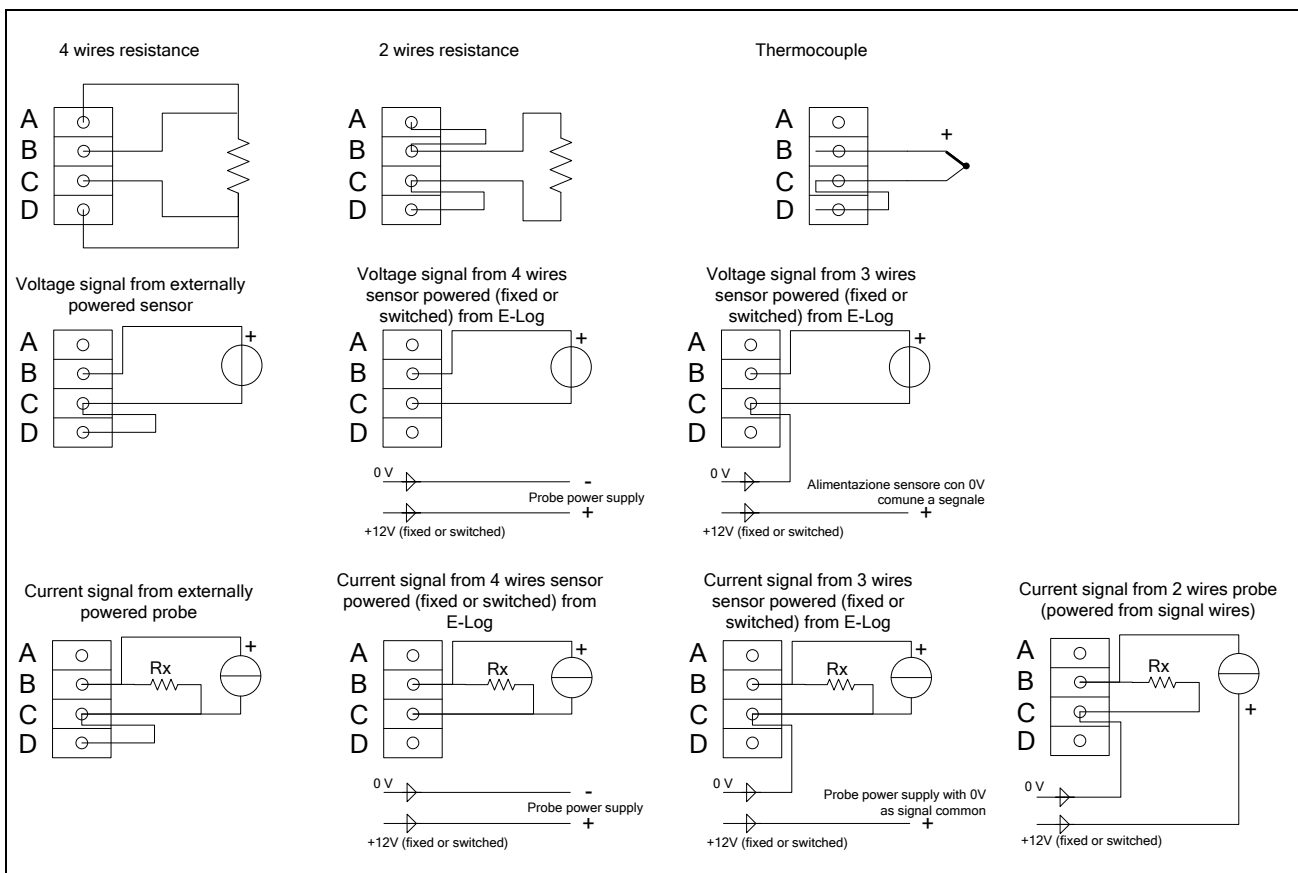 4 wires resistance
A
B
C
D
2 wires resistance
A
B
C
D
Thermocouple
A
B
C
D
+
Voltage signal from externally
powered sensor
A
B
C
D
+
Voltage signal from 4 wires
sensor powered (fixed or
switched) from E-Log
A
B
C
D
+
0 V
-
Probe power supply
+
+12V (fixed or switched)
Voltage signal from 3 wires
sensor powered (fixed or
switched) from E-Log
A
B
C
D
+
0 V
Alimentazione sensore con 0V
comune a segnale
+
+12V (fixed or switched)
Current signal from externally
powered probe
A
B
C
D
Rx
+
Current signal from 4 wires sensor
powered (fixed or switched) from
E-Log
A
B
C
D
Rx
+
0 V
-
Probe power supply
+
+12V (fixed or switched)
Current signal from 3 wires
sensor powered (fixed or
switched) from E-Log
A
B
C
D
Rx
+
0 V
Probe power supply with 0V
as signal common
+
+12V (fixed or switched)
Current signal from 2 wires probe
(powered from signal wires)
A
B
C
D
Rx
+
0 V
+12V (fixed or switched)